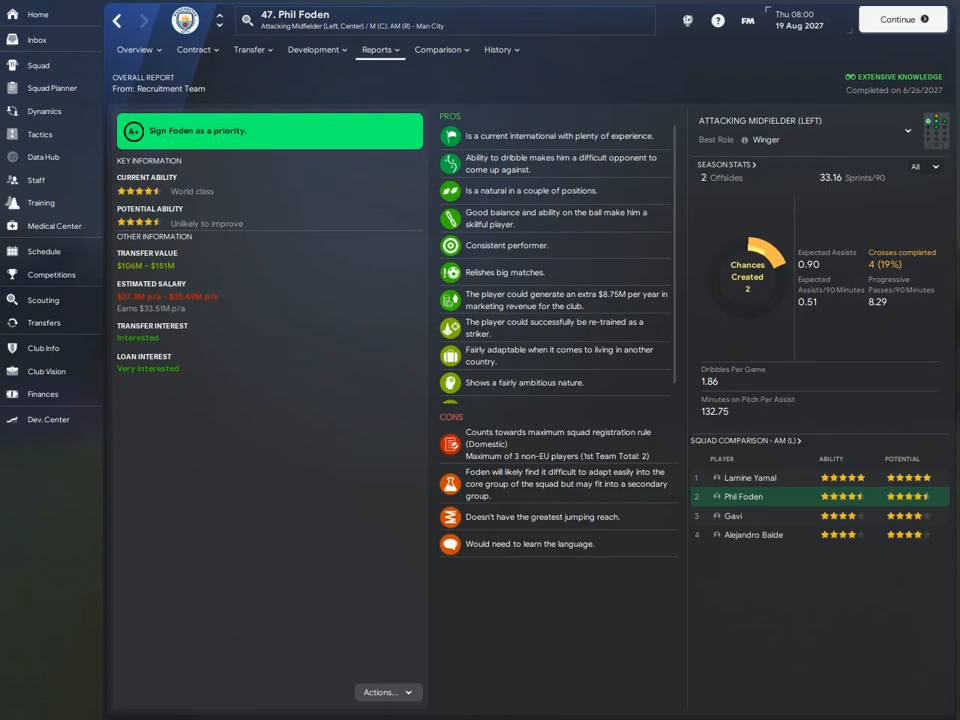 Home
Inbox
Squad
Squad Planner
Dynamics
Tactics
Data Hub
Staff
Training
Medical Center
Schedule
Competitions
Scouting
Transfers
Club Info
Club Vision
Finances
Dev. Center
47. Phil Foden
Attacking Midfielder (Left, Center) / M (C), AM (R) - Man City
?
FM
Thu 08:00
19 Aug 2027
Continue
Overview
Contract
Transfer
Development
Reports
Comparison
History
OVERALL REPORT
From: Recruitment Team
EXTENSIVE KNOWLEDGE
Completed on 6/26/2027
A+ Sign Foden as a priority.
KEY INFORMATION
CURRENT ABILITY
World class
POTENTIAL ABILITY
Unlikely to improve
OTHER INFORMATION
TRANSFER VALUE
$106M - $151M
ESTIMATED SALARY
$27.3M p/a - $35.49M p/a
Earns $33.51M p/a
TRANSFER INTEREST
Interested
LOAN INTEREST
Very Interested
Actions...
PROS
Is a current international with plenty of experience.
Ability to dribble makes him a difficult opponent to
come up against.
Is a natural in a couple of positions.
Good balance and ability on the ball make him a
skillful player.
Consistent performer.
Relishes big matches.
The player could generate an extra $8.75M per year in
marketing revenue for the club.
The player could successfully be re-trained as a
striker.
Fairly adaptable when it comes to living in another
country.
Shows a fairly ambitious nature.
CONS
Counts towards maximum squad registration rule
(Domestic)
Maximum of 3 non-EU players (1st Team Total: 2)
Foden will likely find it difficult to adapt easily into the
core group of the squad but may fit into a secondary
group.
Doesn't have the greatest jumping reach.
Would need to learn the language.
ATTACKING MIDFIELDER (LEFT)
Best Role Winger
SEASON STATS
All
2 Offsides
33.16 Sprints/90
Chances
Created
2
Expected Assists
0.90
Crosses completed
4 (19%)
Expected
Assists/90 Minutes
0.51
Progressive
Passes/90 Minutes
8.29
Dribbles Per Game
1.86
Minutes on Pitch Per Assist
132.75
SQUAD COMPARISON - AM (L)
PLAYER ABILITY POTENTIAL
1 Lamine Yamal
2 Phil Foden
3 Gavi
4 Alejandro Balde